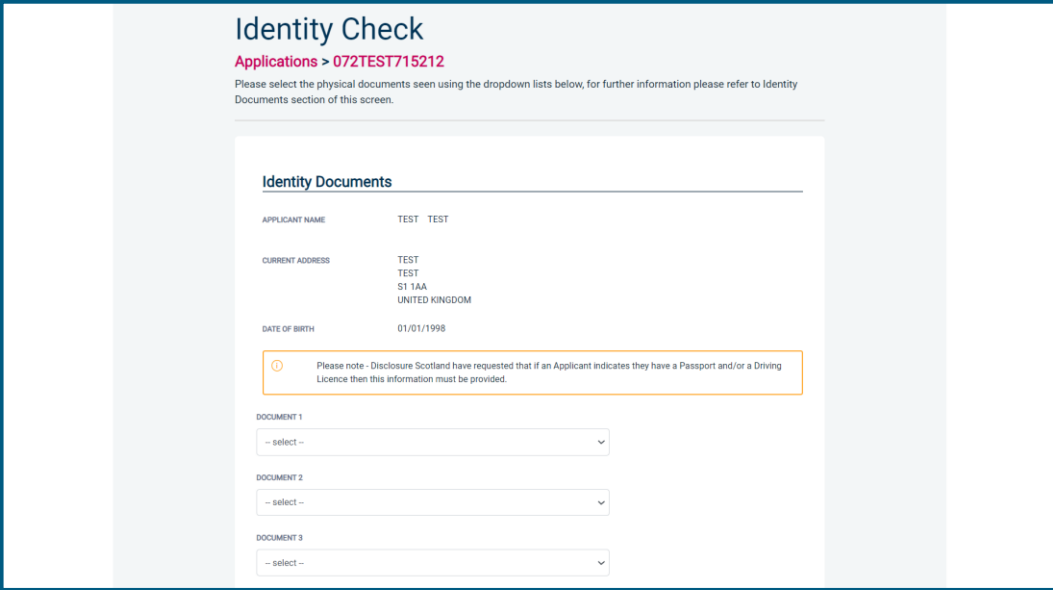 Identity Check
Applications > 072TEST715212
Please select the physical documents seen using the dropdown lists below, for further information please refer to Identity
Documents section of this screen.
Identity Documents
APPLICANT NAME TEST TEST
CURRENT ADDRESS TEST
TEST
S1 1AA
UNITED KINGDOM
DATE OF BIRTH 01/01/1998
Please note - Disclosure Scotland have requested that if an Applicant indicates they have a Passport and/or a Driving
Licence then this information must be provided.
DOCUMENT 1
-- select --
DOCUMENT 2
-- select --
DOCUMENT 3
-- select --